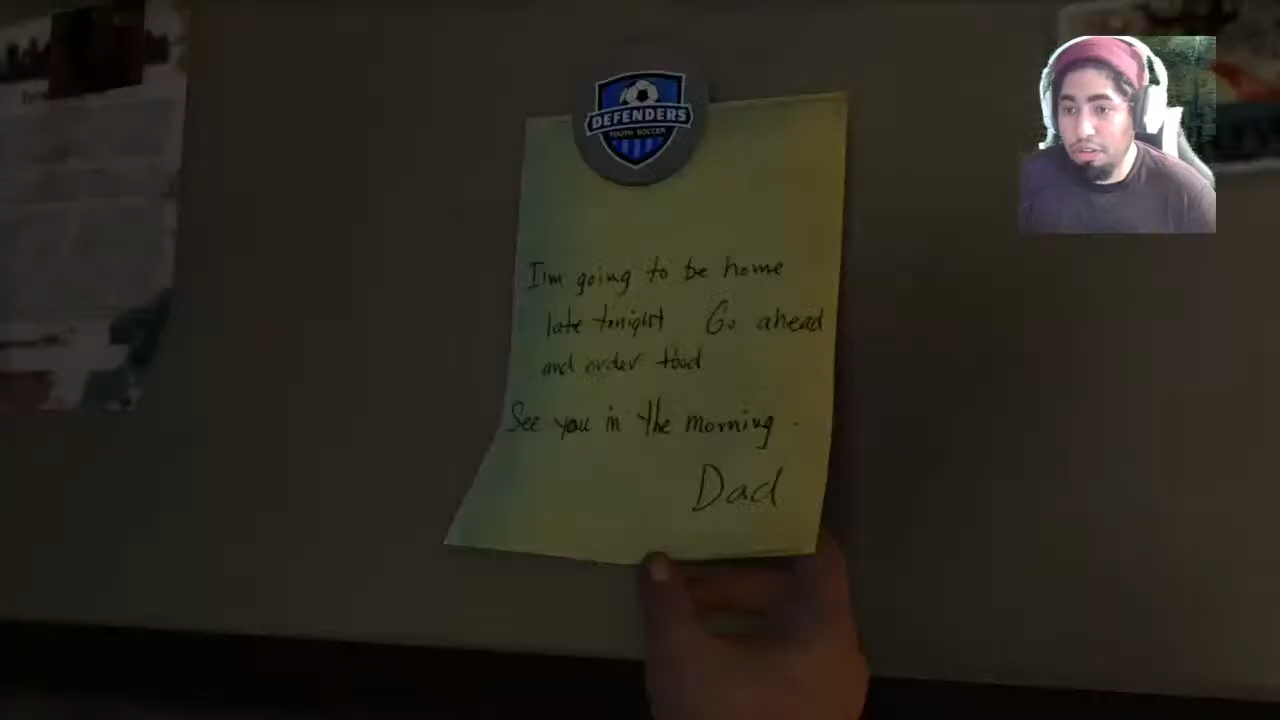 DEFENDERS
YOUTH SOCCER
I'm going to be home
late tonight Go ahead
and order food
See you in the morning.
Dad